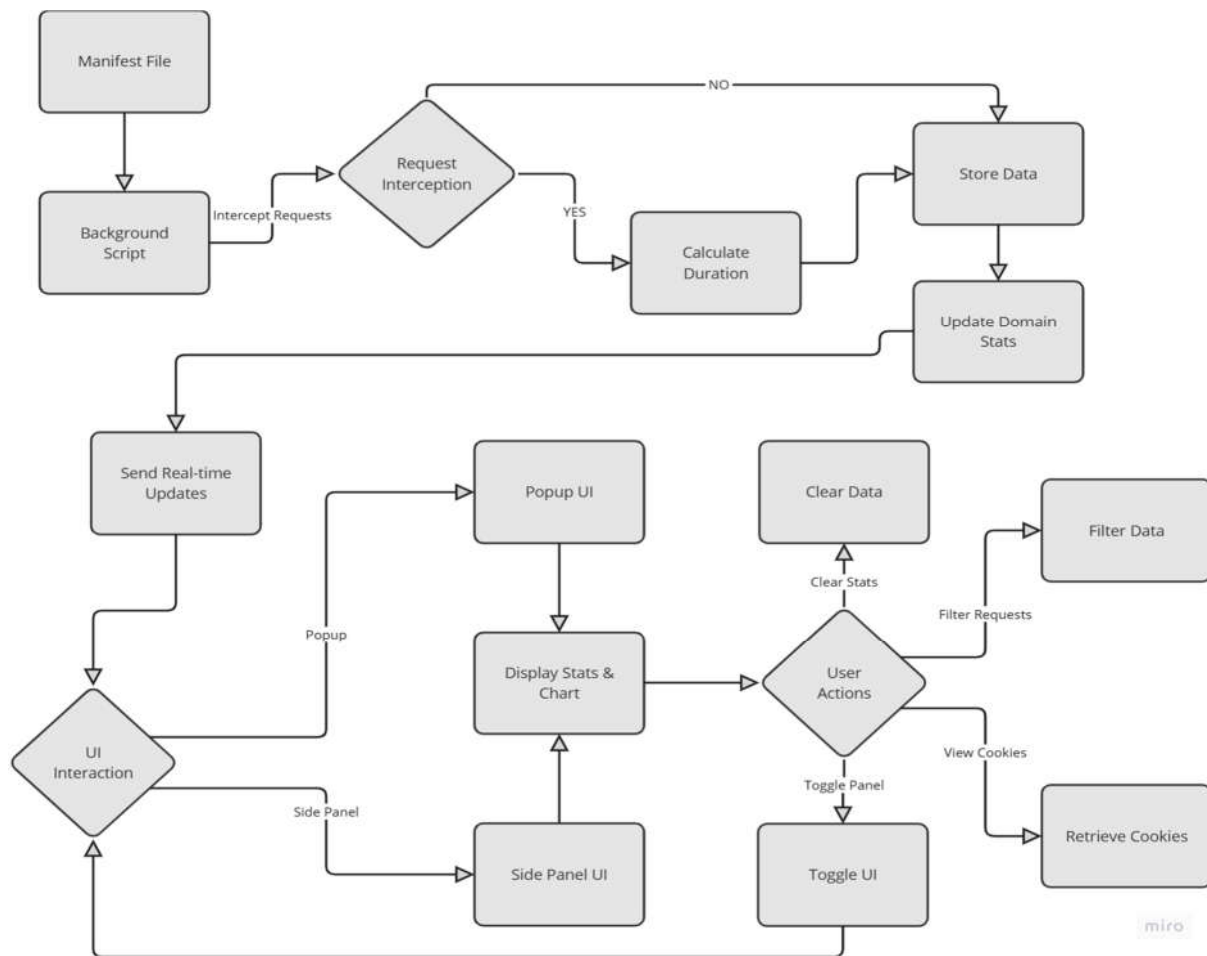 Manifest File
NO
Request
Interception
Store Data
Intercept Requests
YES
Background
Script
Calculate
Duration
Update Domain
Stats
Send Real-time
Updates
Popup UI
Clear Data
Filter Data
Clear Stats
Filter Requests
Popup
Display Stats &
Chart
User
Actions
UI
Interaction
View Cookies
Toggle Panel
Side Panel
Side Panel UI
Toggle UI
Retrieve Cookies
miro